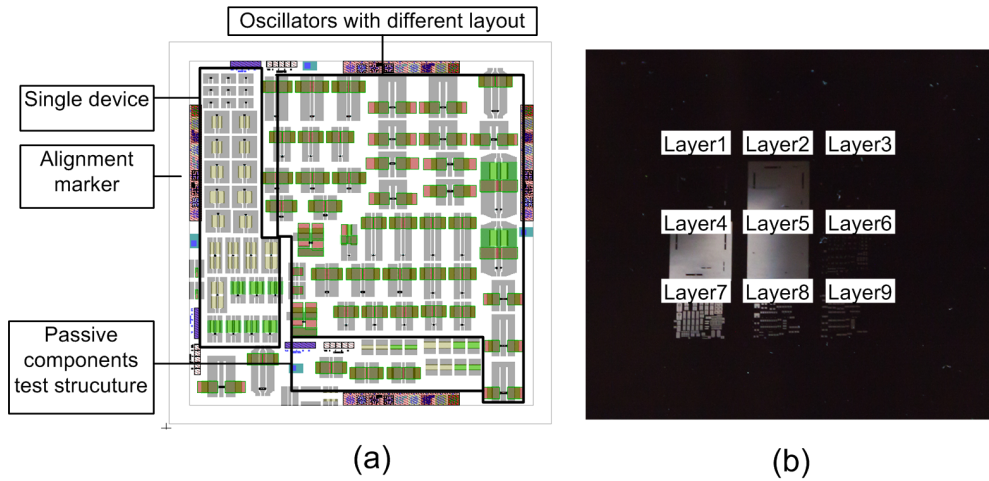 Oscillators with different layout
Single device
Alignment
marker
Passive
components
test strucuture
Layer1 Layer2 Layer3
Layer4 Layer5 Layer6
Layer7 Layer8 Layer9
(a)
(b)